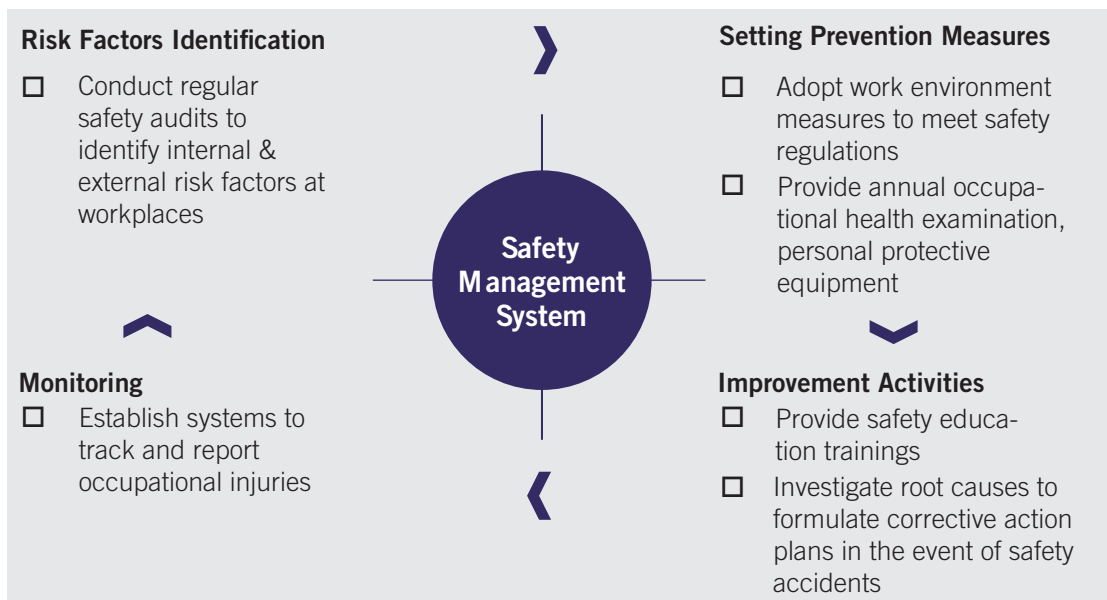 Risk Factors Identification
Conduct regular
safety audits to
identify internal &
external risk factors at
workplaces
Setting Prevention Measures
Adopt work environment
measures to meet safety
regulations
Provide annual occupa-
tional health examination,
personal protective
equipment
Safety
Management
System
Monitoring
Establish systems to
track and report
occupational injuries
Improvement Activities
Provide safety educa-
tion trainings
Investigate root causes to
formulate corrective action
plans in the event of safety
accidents